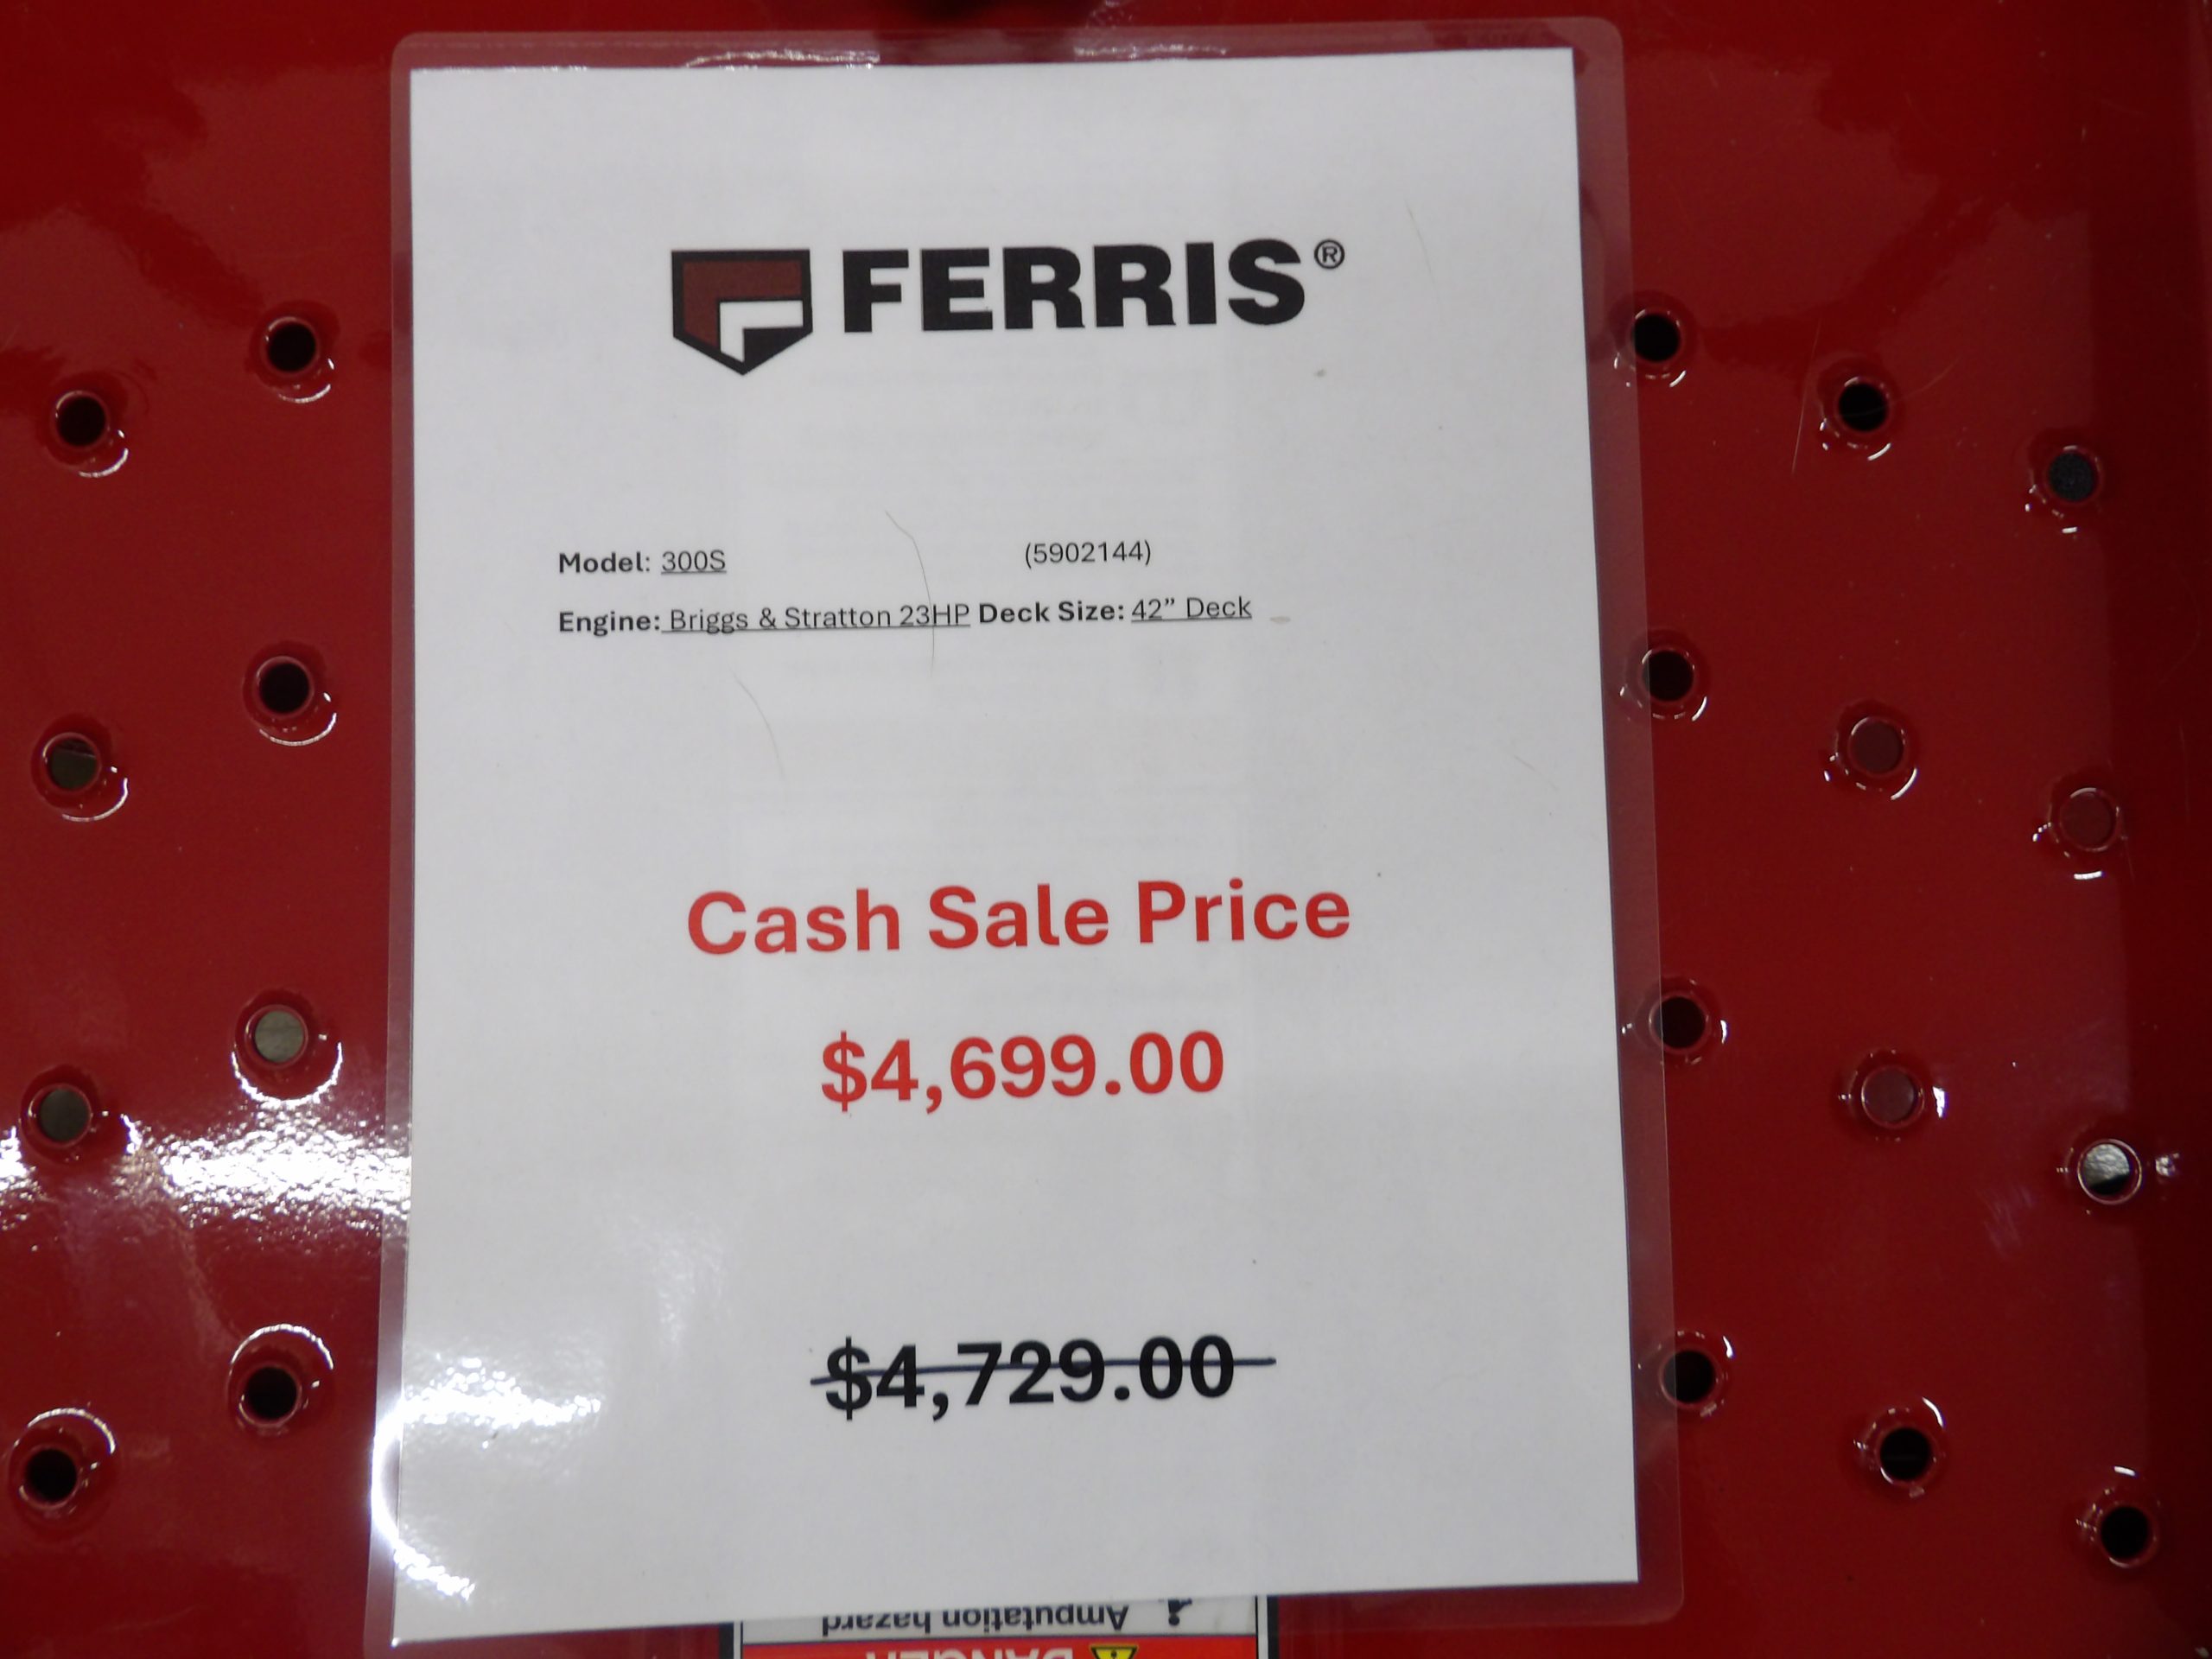 FERRIS®
Model: 300S (5902144)
Engine: Briggs & Stratton 23HP Deck Size: 42” Deck
Cash Sale Price
$4,699.00
$4,729.00
Amputation hazard
DANGER